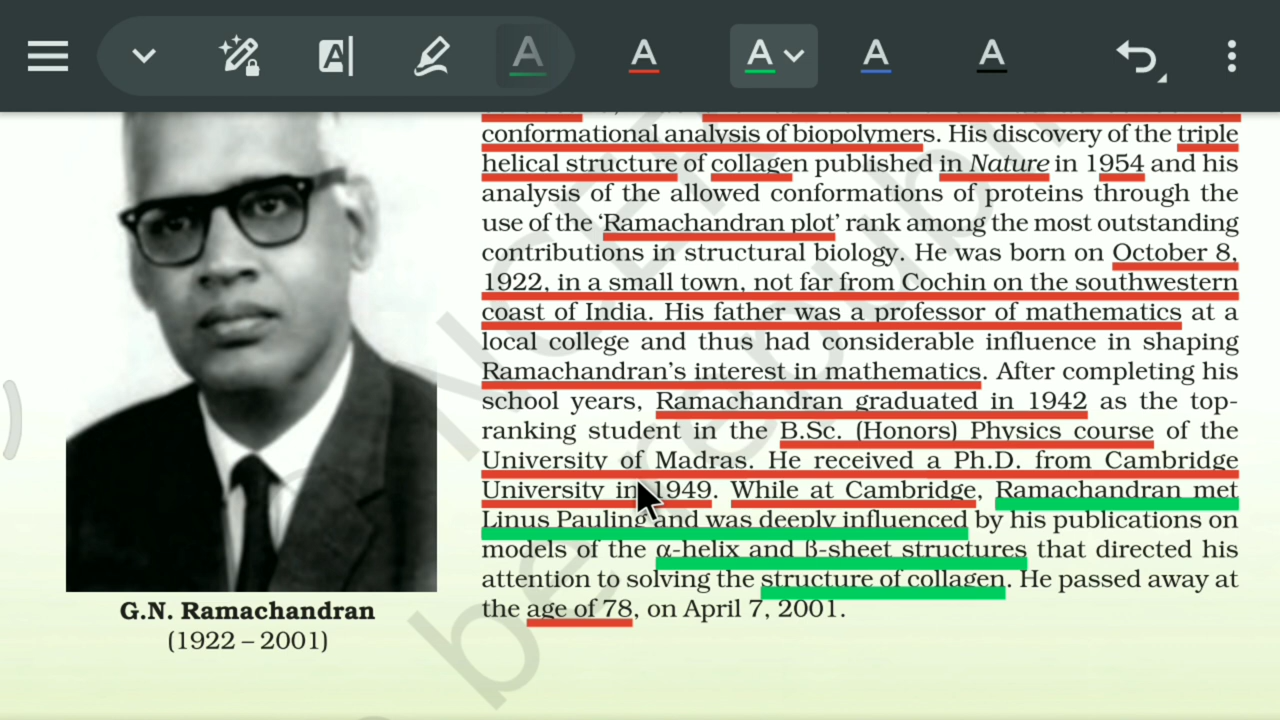 conformational analysis of biopolymers. His discovery of the triple
helical structure of collagen published in Nature in 1954 and his
analysis of the allowed conformations of proteins through the
use of the ‘Ramachandran plot’ rank among the most outstanding
contributions in structural biology. He was born on October 8,
1922, in a small town, not far from Cochin on the southwestern
coast of India. His father was a professor of mathematics at a
local college and thus had considerable influence in shaping
Ramachandran’s interest in mathematics. After completing his
school years, Ramachandran graduated in 1942 as the top-
ranking student in the B.Sc. (Honors) Physics course of the
University of Madras. He received a Ph.D. from Cambridge
University in 1949. While at Cambridge, Ramachandran met
Linus Pauling and was deeply influenced by his publications on
models of the α-helix and β-sheet structures that directed his
attention to solving the structure of collagen. He passed away at
the age of 78, on April 7, 2001.
G.N. Ramachandran
(1922 – 2001)